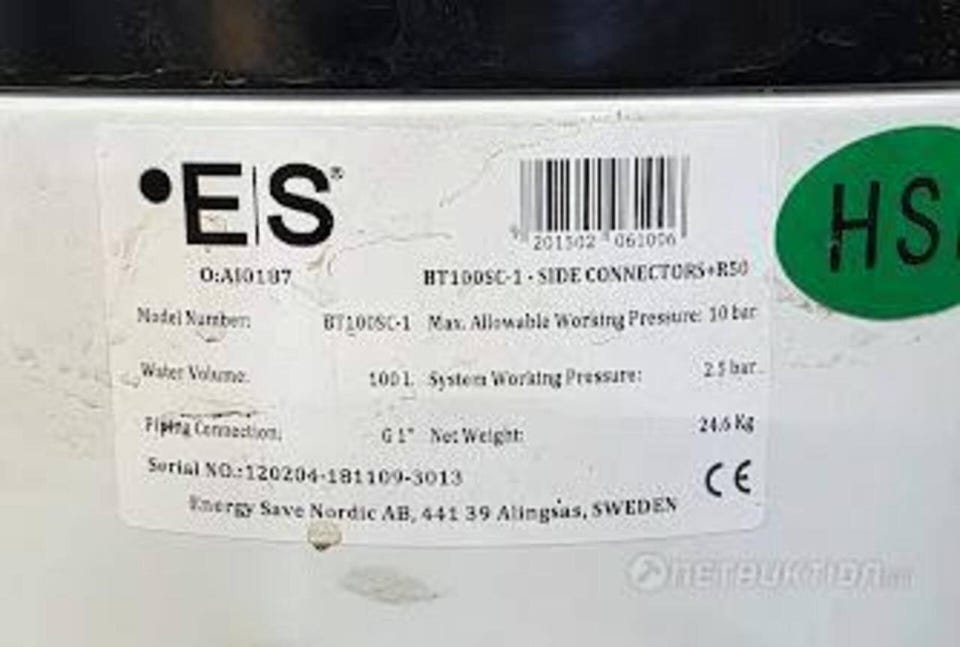 •E|S®
201502 061006
O:AI0187
BT100SC-1 - SIDE CONNECTORS+R50
Model Number: BT100SC-1 Max. Allowable Working Pressure: 10 bar
Water Volume: 100 L System Working Pressure: 2.5 bar
Piping Connection: G 1" Net Weight: 24.6 Kg
Serial NO.:120204-181109-3013
CE
Energy Save Nordic AB, 441 39 Alingsås, SWEDEN
HS
NETAUKTION